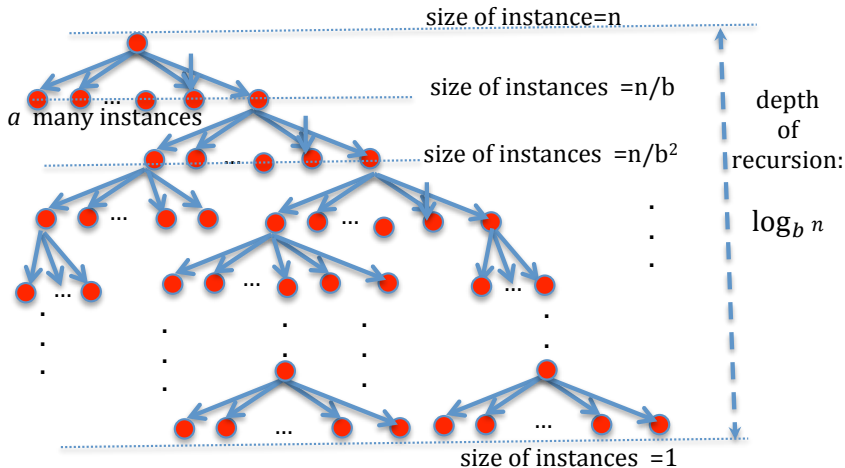 size of instance=n
size of instances =n/b
...
a many instances
depth
of
recursion:
size of instances =n/b²
...
...
...
log_b n
...
...
...
...
...
size of instances =1